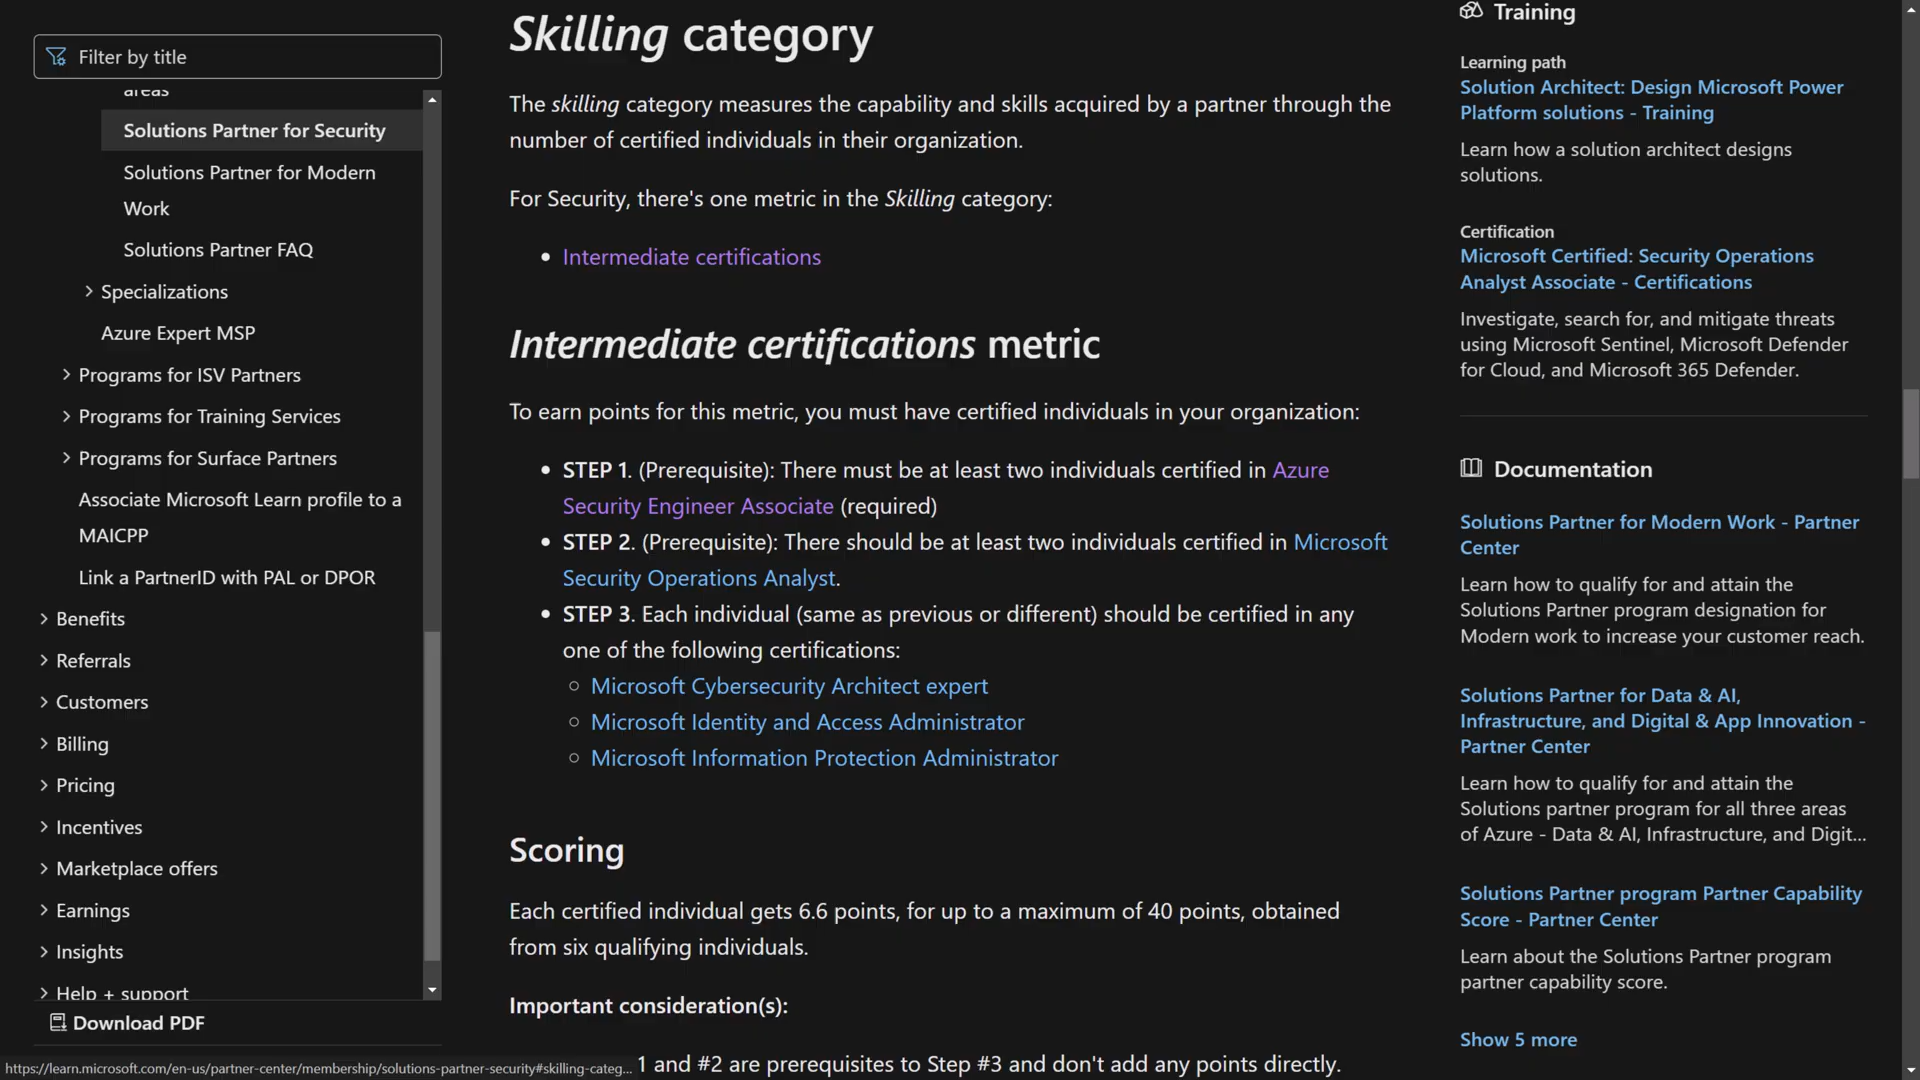 Filter by title
areas
Solutions Partner for Security
Solutions Partner for Modern
Work
Solutions Partner FAQ
Specializations
Azure Expert MSP
Programs for ISV Partners
Programs for Training Services
Programs for Surface Partners
Associate Microsoft Learn profile to a
MAICPP
Link a PartnerID with PAL or DPOR
Benefits
Referrals
Customers
Billing
Pricing
Incentives
Marketplace offers
Earnings
Insights
Help + support
Download PDF
Skilling category
The skilling category measures the capability and skills acquired by a partner through the
number of certified individuals in their organization.
For Security, there's one metric in the Skilling category:
• Intermediate certifications
Intermediate certifications metric
To earn points for this metric, you must have certified individuals in your organization:
• STEP 1. (Prerequisite): There must be at least two individuals certified in Azure
Security Engineer Associate (required)
• STEP 2. (Prerequisite): There should be at least two individuals certified in Microsoft
Security Operations Analyst.
• STEP 3. Each individual (same as previous or different) should be certified in any
one of the following certifications:
○ Microsoft Cybersecurity Architect expert
○ Microsoft Identity and Access Administrator
○ Microsoft Information Protection Administrator
Scoring
Each certified individual gets 6.6 points, for up to a maximum of 40 points, obtained
from six qualifying individuals.
Important consideration(s):
1 and #2 are prerequisites to Step #3 and don't add any points directly.
https://learn.microsoft.com/en-us/partner-center/membership/solutions-partner-security#skilling-categ...
Training
Learning path
Solution Architect: Design Microsoft Power
Platform solutions - Training
Learn how a solution architect designs
solutions.
Certification
Microsoft Certified: Security Operations
Analyst Associate - Certifications
Investigate, search for, and mitigate threats
using Microsoft Sentinel, Microsoft Defender
for Cloud, and Microsoft 365 Defender.
Documentation
Solutions Partner for Modern Work - Partner
Center
Learn how to qualify for and attain the
Solutions Partner program designation for
Modern work to increase your customer reach.
Solutions Partner for Data & AI,
Infrastructure, and Digital & App Innovation -
Partner Center
Learn how to qualify for and attain the
Solutions partner program for all three areas
of Azure - Data & AI, Infrastructure, and Digit...
Solutions Partner program Partner Capability
Score - Partner Center
Learn about the Solutions Partner program
partner capability score.
Show 5 more